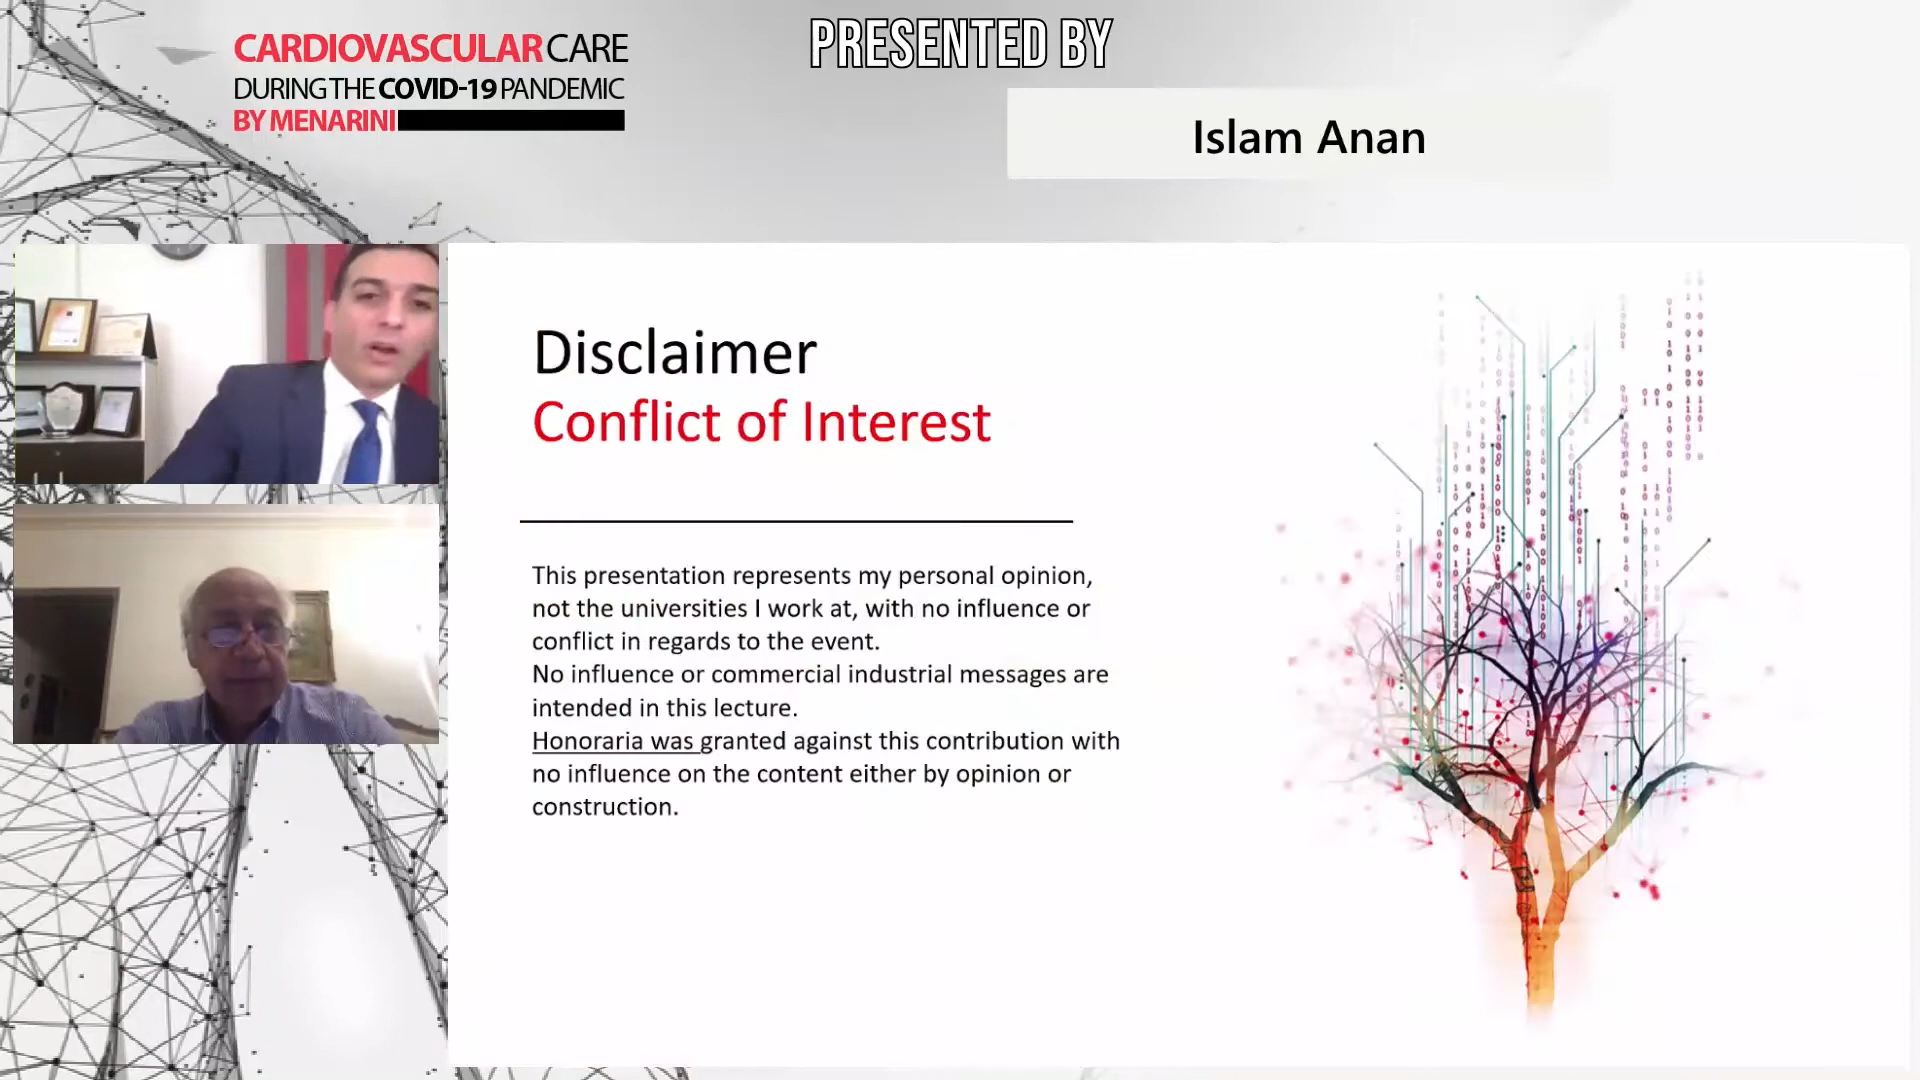 CARDIOVASCULAR CARE
DURING THE COVID-19 PANDEMIC
BY MENARINI
PRESENTED BY
Islam Anan
Disclaimer
Conflict of Interest
This presentation represents my personal opinion,
not the universities I work at, with no influence or
conflict in regards to the event.
No influence or commercial industrial messages are
intended in this lecture.
Honoraria was granted against this contribution with
no influence on the content either by opinion or
construction.